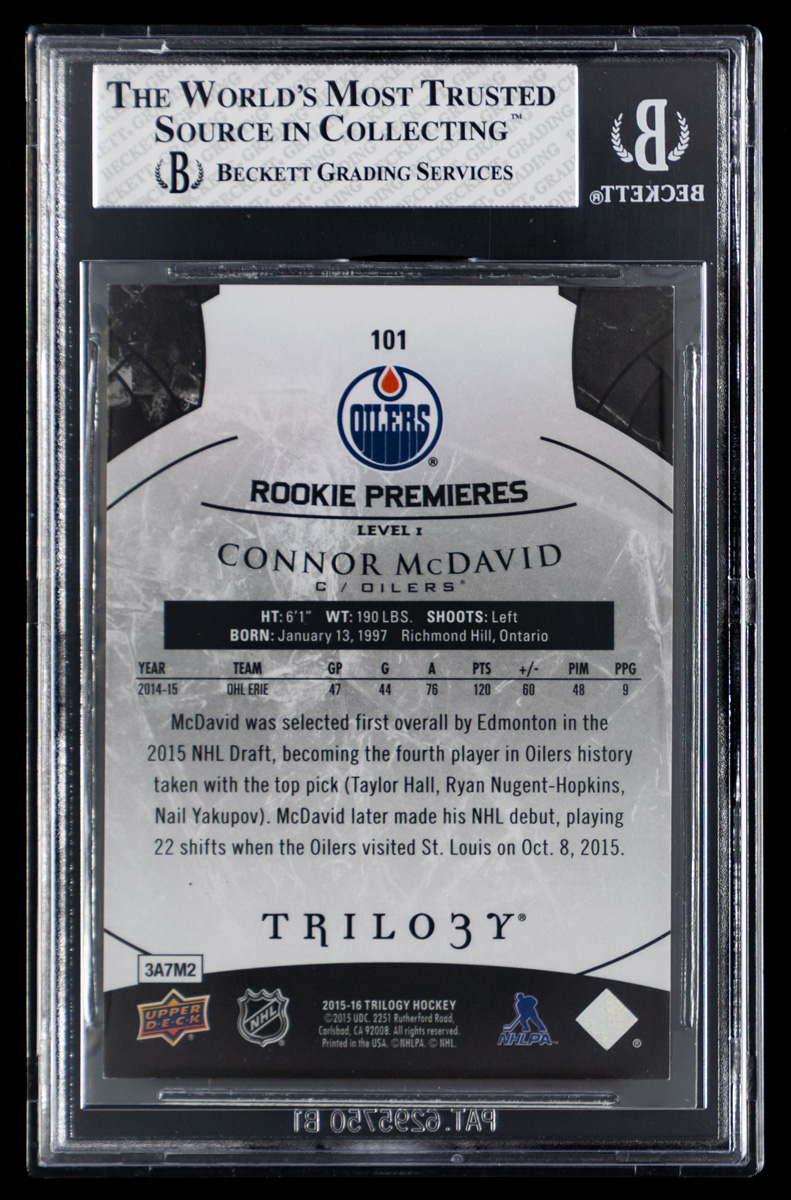 THE WORLD'S MOST TRUSTED
SOURCE IN COLLECTING™
B BECKETT GRADING SERVICES
B
BECKETT®
101
OILERS®
ROOKIE PREMIERES
LEVEL I
CONNOR McDAVID
C / OILERS®
HT: 6'1" WT: 190 LBS. SHOOTS: Left
BORN: January 13, 1997 Richmond Hill, Ontario
YEAR TEAM GP G A PTS +/- PIM PPG
2014-15 OHL ERIE 47 44 76 120 60 48 9
McDavid was selected first overall by Edmonton in the
2015 NHL Draft, becoming the fourth player in Oilers history
taken with the top pick (Taylor Hall, Ryan Nugent-Hopkins,
Nail Yakupov). McDavid later made his NHL debut, playing
22 shifts when the Oilers visited St. Louis on Oct. 8, 2015.
TRILO3Y®
3A7M2
UPPER
D·E·C·K®
NHL®
2015-16 TRILOGY HOCKEY
©2015 UDC. 2251 Rutherford Road,
Carlsbad, CA 92008. All rights reserved.
Printed in the USA. ©NHLPA. © NHL.
NHLPA™
®
PAT.6295750 B1